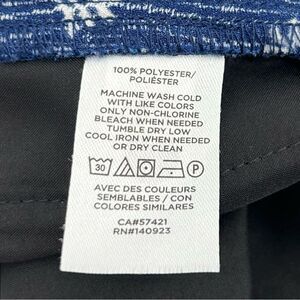 100% POLYESTER/
POLIÉSTER
MACHINE WASH COLD
WITH LIKE COLORS
ONLY NON-CHLORINE
BLEACH WHEN NEEDED
TUMBLE DRY LOW
COOL IRON WHEN NEEDED
OR DRY CLEAN
30 P
AVEC DES COULEURS
SEMBLABLES / CON
COLORES SIMILARES
CA#57421
RN#140923